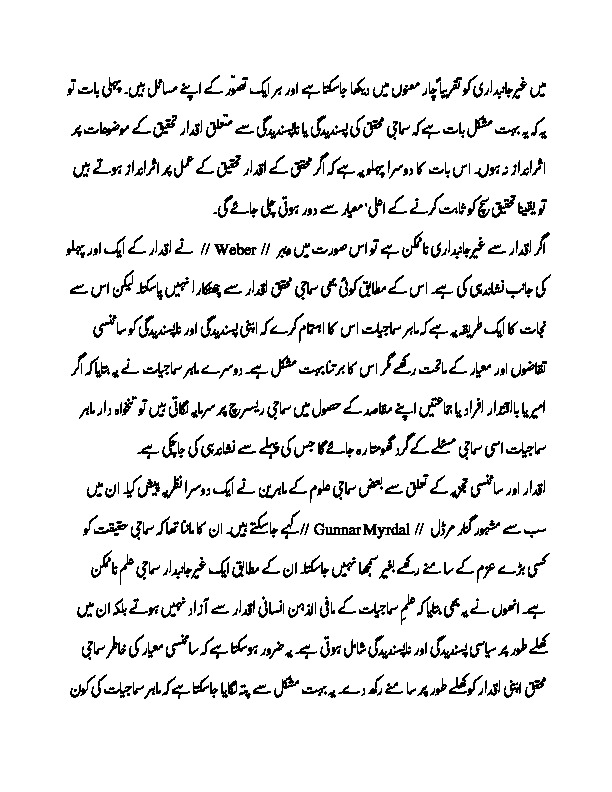 میں غیر جانبداری کو تقریباً چار معنوں میں دیکھا جاسکتا ہے اور ہر ایک تصوّر کے اپنے مسائل ہیں۔ پہلی بات تو
یہ کہ یہ بہت مشکل بات ہے کہ سماجی محقق کی پسندیدگی یا ناپسندیدگی سے متعلق اقدار تحقیق کے موضوعات پر
اثرانداز نہ ہوں۔ اس بات کا دوسرا پہلو یہ ہے کہ اگر محقق کے اقدار تحقیق کے عمل پر اثرانداز ہوتے ہیں
تو یقیناً تحقیق سچ کو ثابت کرنے کے اعلیٰ معیار سے دور ہوتی چلی جائے گی۔
اگر اقدار سے غیر جانبداری ناممکن ہے تو اس صورت میں ویبر // Weber // نے اقدار کے ایک اور پہلو
کی جانب نشاندہی کی ہے۔ اس کے مطابق کوئی بھی سماجی محقق اقدار سے چھٹکارا نہیں پاسکتا۔ لیکن اس سے
نجات کا ایک طریقہ یہ ہے کہ ماہر سماجیات اس کا اہتمام کرے کہ اپنی پسندیدگی اور ناپسندیدگی کو سائنسی
تقاضوں اور معیار کے ماتحت رکھے مگر اس کا برتنا بہت مشکل ہے۔ دوسرے ماہر سماجیات نے یہ بتایا کہ اگر
امیر یا بااقتدار افراد یا جماعتیں اپنے مقاصد کے حصول میں سماجی ریسرچ پر سرمایہ لگاتی ہیں تو تنخواہ دار ماہر
سماجیات اسی سماجی مسئلے کے گرد گھومتا رہ جائے گا جس کی پہلے سے نشاندہی کی جاچکی ہے۔
اقدار اور سائنسی تجزیہ کے تعلق سے بعض سماجی علوم کے ماہرین نے ایک دوسرا نظریہ پیش کیا۔ ان میں
سب سے مشہور گنار مرڈل // Gunnar Myrdal // کہے جاسکتے ہیں۔ ان کا ماننا تھا کہ سماجی حقیقت کو
کسی بڑے عزم کے سامنے رکھے بغیر سمجھا نہیں جاسکتا۔ ان کے مطابق ایک غیر جانبدار سماجی علم ناممکن
ہے۔ انھوں نے یہ بھی بتایا کہ علم سماجیات کے مافی الذہن انسانی اقدار سے آزاد نہیں ہوتے بلکہ ان میں
کھلے طور پر سیاسی پسندیدگی اور ناپسندیدگی شامل ہوتی ہے۔ یہ ضرور ہوسکتا ہے کہ سائنسی معیار کی خاطر سماجی
محقق اپنی اقدار کو کھلے طور پر سامنے رکھ دے۔ یہ بہت مشکل سے پتہ لگایا جاسکتا ہے کہ ماہر سماجیات کی کون